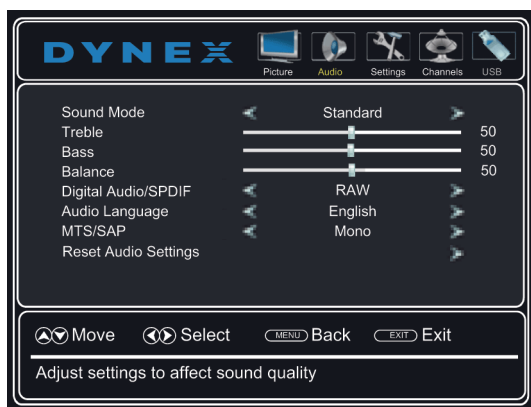 DYNEX
Picture Audio Settings Channels USB
Sound Mode Standard
Treble 50
Bass 50
Balance 50
Digital Audio/SPDIF RAW
Audio Language English
MTS/SAP Mono
Reset Audio Settings
Move Select MENU Back EXIT Exit
Adjust settings to affect sound quality